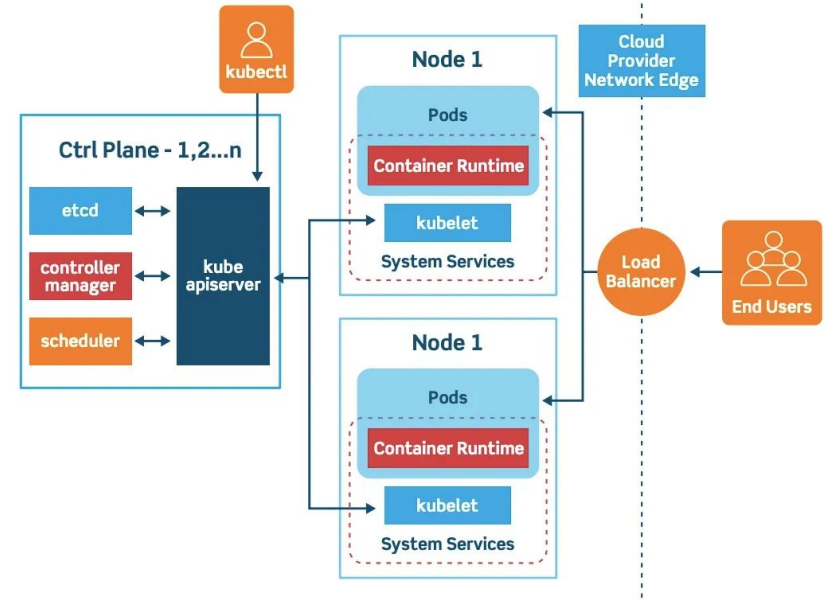 kubectl
Ctrl Plane - 1,2...n
etcd
controller
manager
scheduler
kube
apiserver
Node 1
Pods
Container Runtime
kubelet
System Services
Node 1
Pods
Container Runtime
kubelet
System Services
Cloud
Provider
Network Edge
Load
Balancer
End Users